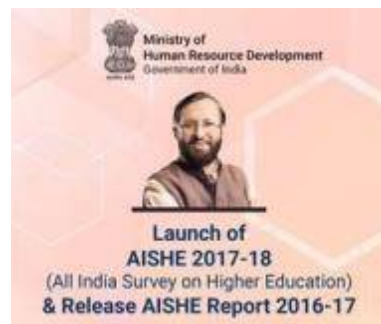 Ministry of
Human Resource Development
Government of India
Launch of
AISHE 2017-18
(All India Survey on Higher Education)
& Release AISHE Report 2016-17